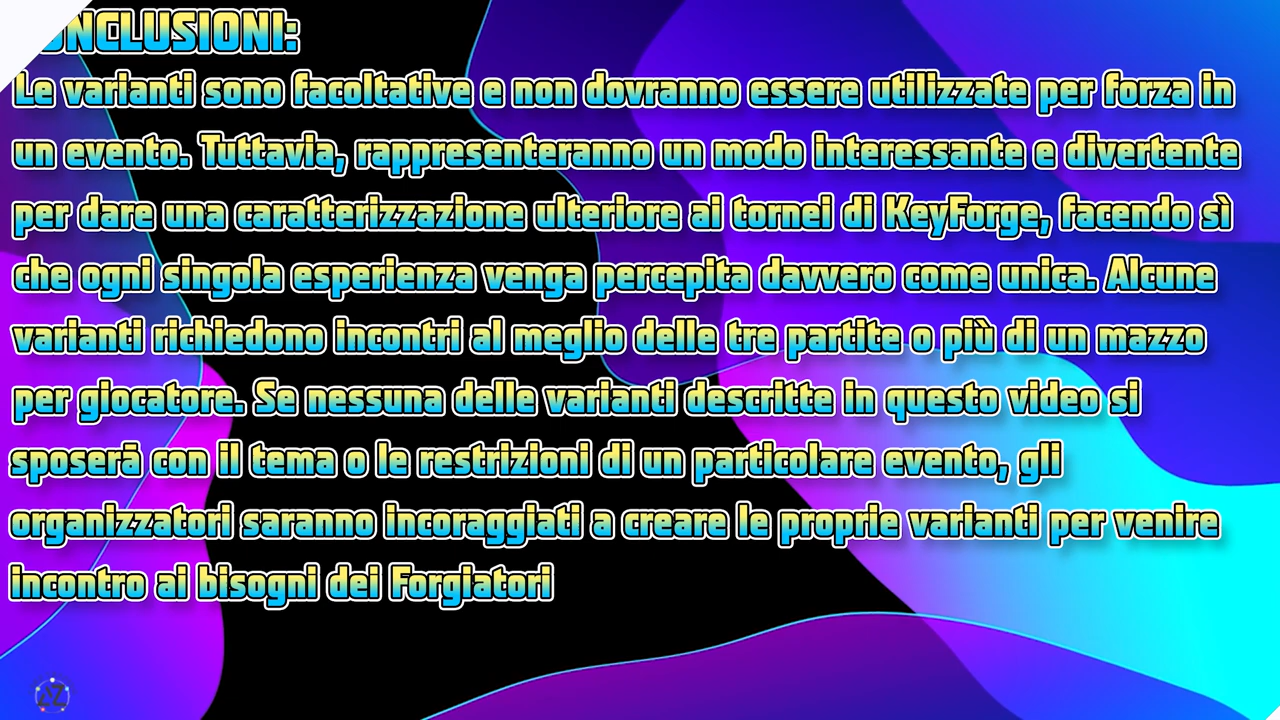 CONCLUSIONI:
Le varianti sono facoltative e non dovranno essere utilizzate per forza in
un evento. Tuttavia, rappresenteranno un modo interessante e divertente
per dare una caratterizzazione ulteriore ai tornei di KeyForge, facendo sì
che ogni singola esperienza venga percepita davvero come unica. Alcune
varianti richiedono incontri al meglio delle tre partite o più di un mazzo
per giocatore. Se nessuna delle varianti descritte in questo video si
sposerā con il tema o le restrizioni di un particolare evento, gli
organizzatori saranno incoraggiati a creare le proprie varianti per venire
incontro ai bisogni dei Forgiatori
AZ